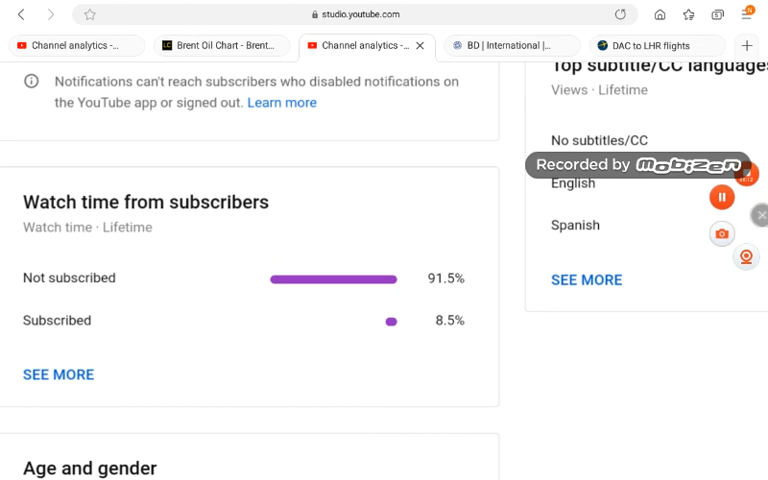 studio.youtube.com
N
Channel analytics -...
Brent Oil Chart - Brent...
Channel analytics -...
BD | International |...
DAC to LHR flights
Notifications can't reach subscribers who disabled notifications on
the YouTube app or signed out. Learn more
Watch time from subscribers
Watch time · Lifetime
Not subscribed 91.5%
Subscribed 8.5%
SEE MORE
Age and gender
Top subtitle/CC languages
Views · Lifetime
No subtitles/CC
Recorded by Mobizen
English
Spanish
SEE MORE